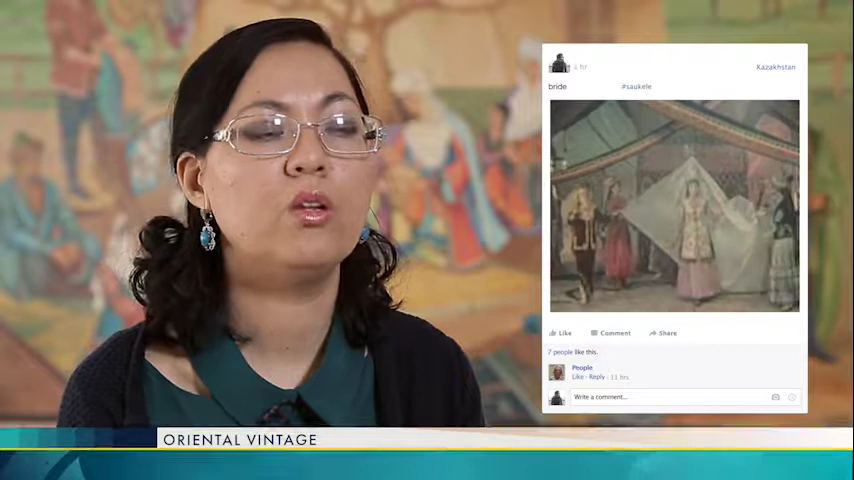 1 hr
Kazakhstan
bride #saukele
Like Comment Share
7 people like this.
People
Like · Reply · 11 hrs
Write a comment...
ORIENTAL VINTAGE